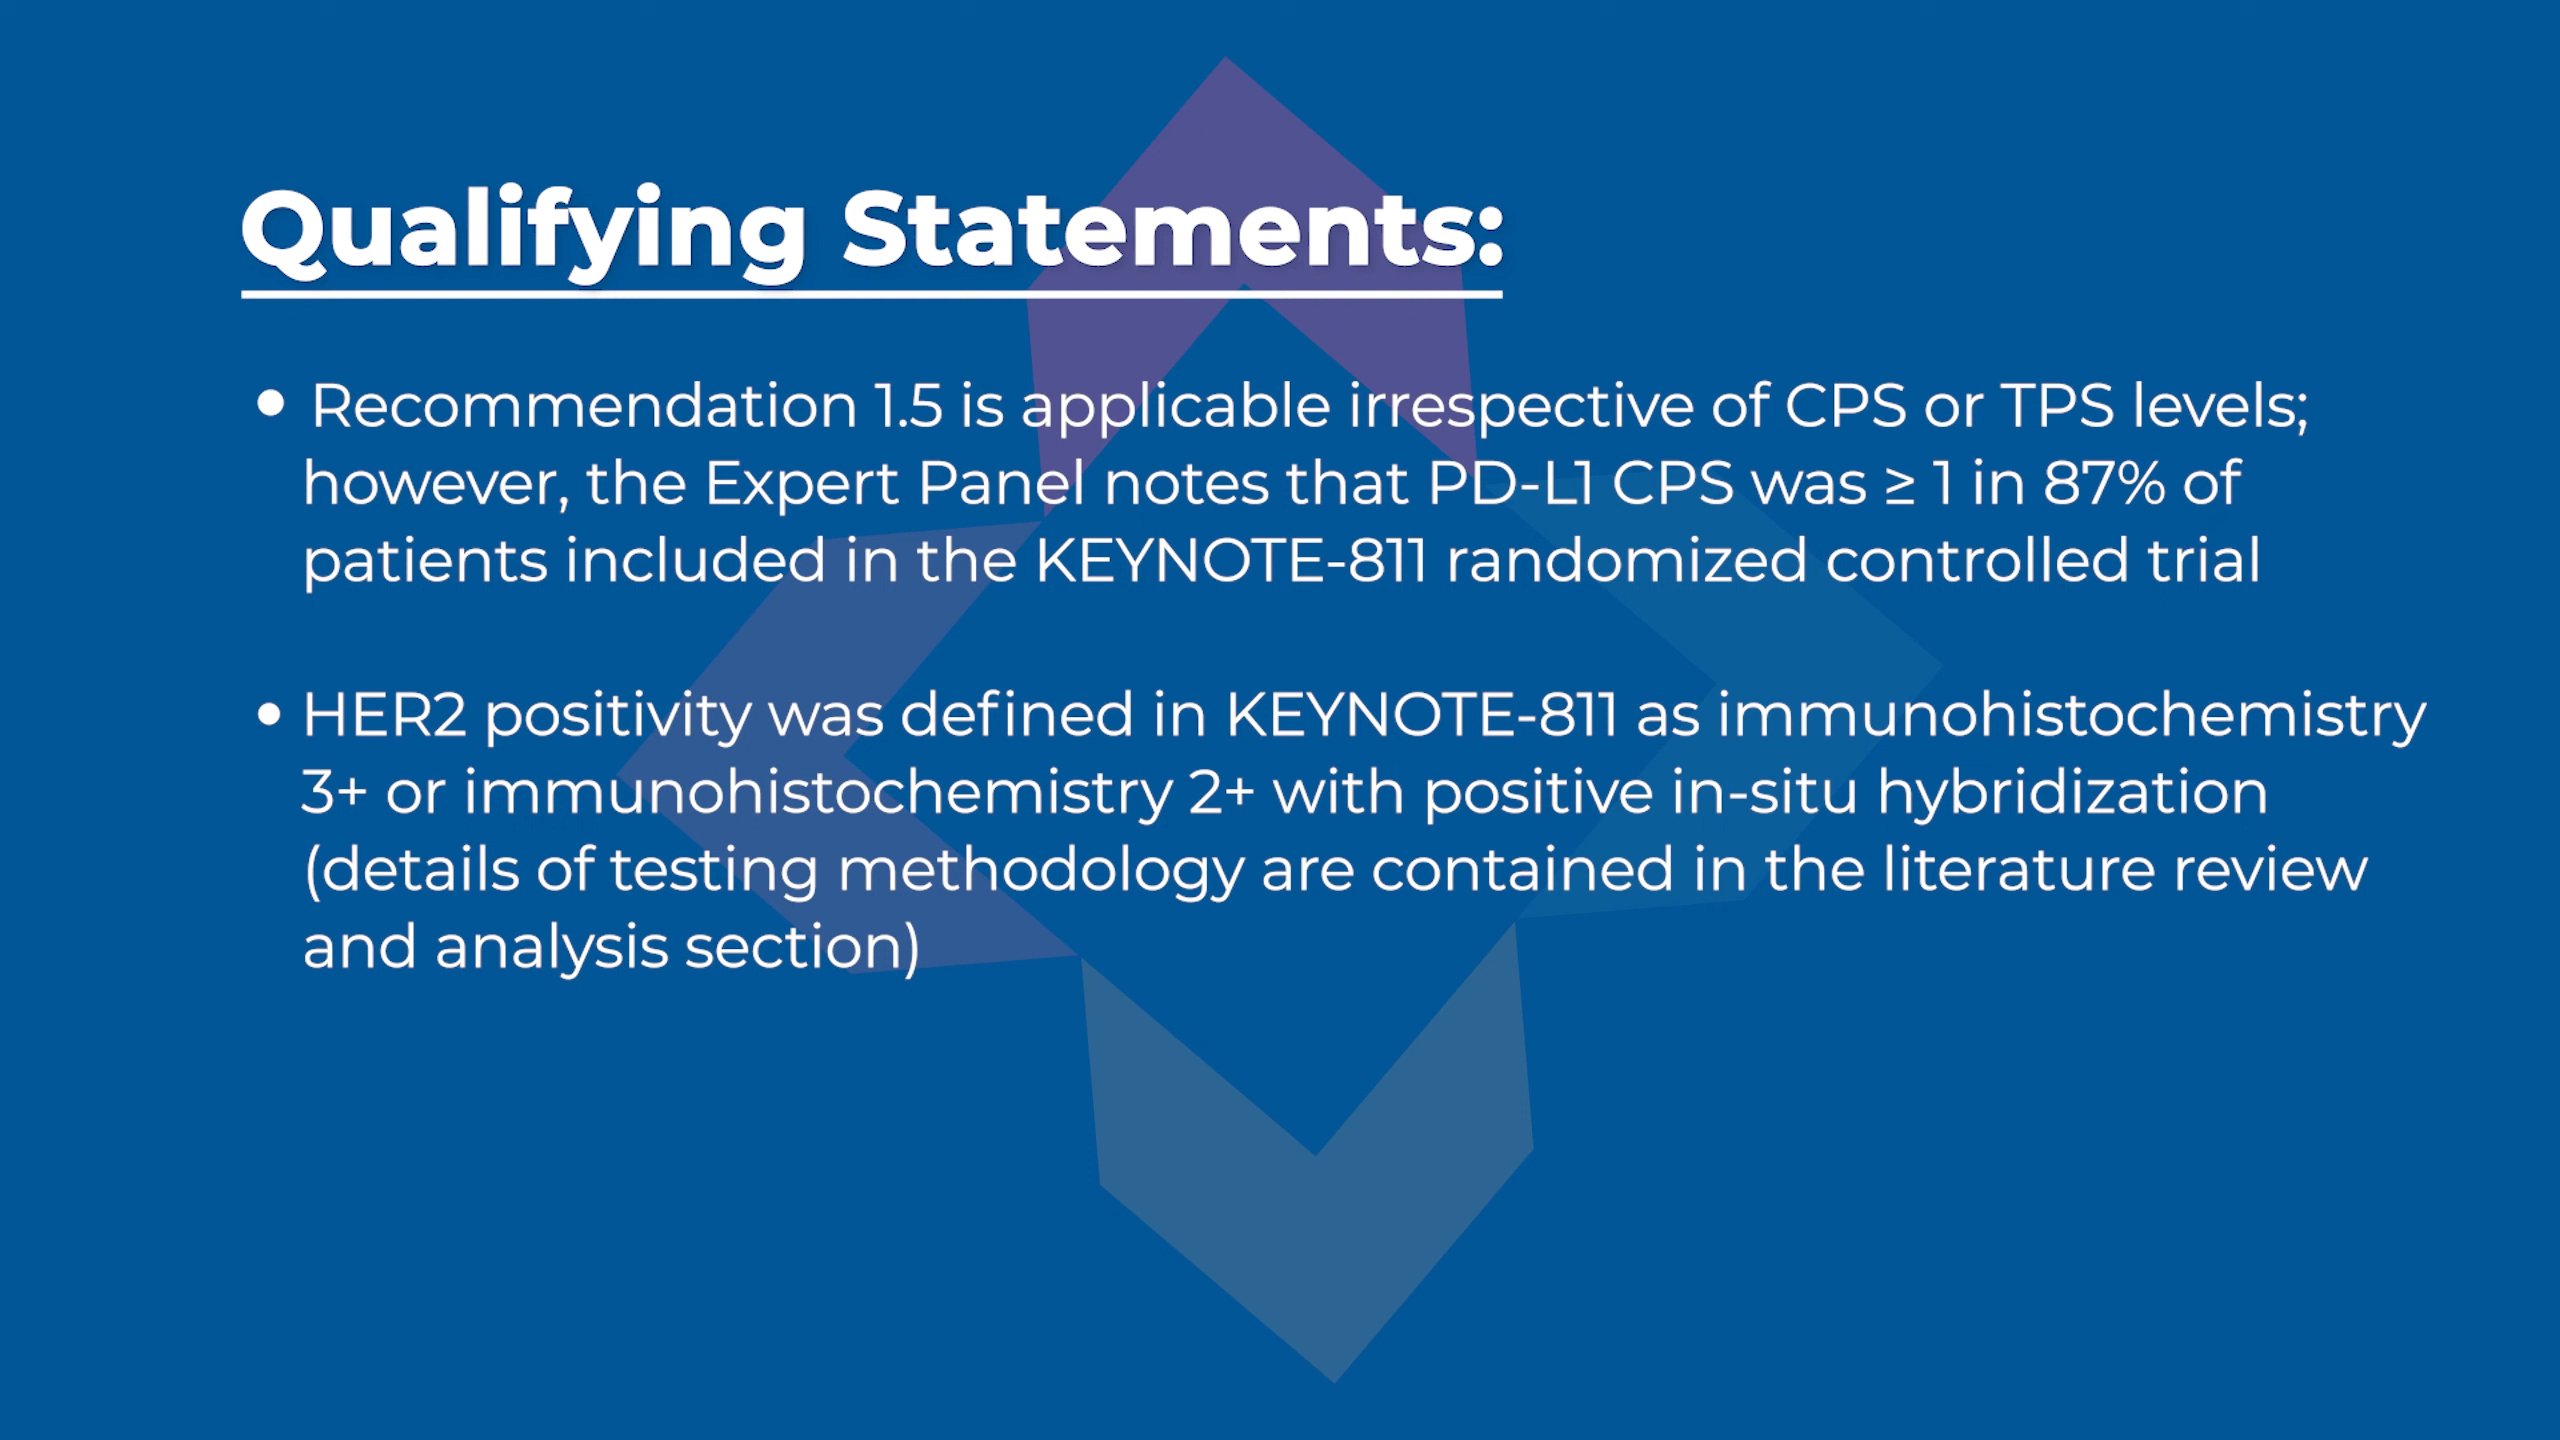 Qualifying Statements:
• Recommendation 1.5 is applicable irrespective of CPS or TPS levels;
however, the Expert Panel notes that PD-L1 CPS was ≥ 1 in 87% of
patients included in the KEYNOTE-811 randomized controlled trial
• HER2 positivity was defined in KEYNOTE-811 as immunohistochemistry
3+ or immunohistochemistry 2+ with positive in-situ hybridization
(details of testing methodology are contained in the literature review
and analysis section)